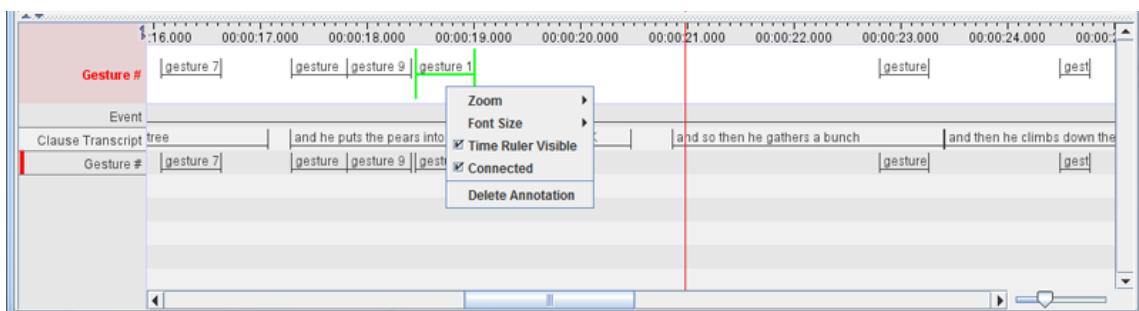 :16.000 00:00:17.000 00:00:18.000 00:00:19.000 00:00:20.000 00:00:21.000 00:00:22.000 00:00:23.000 00:00:24.000 00:00:
Gesture # gesture 7 gesture gesture 9 gesture 1 gesture gest
Zoom
Font Size
Time Ruler Visible
Connected
Delete Annotation
Event
Clause Transcript tree and he puts the pears into and so then he gathers a bunch and then he climbs down the
Gesture # gesture 7 gesture gesture 9 gest gesture gest